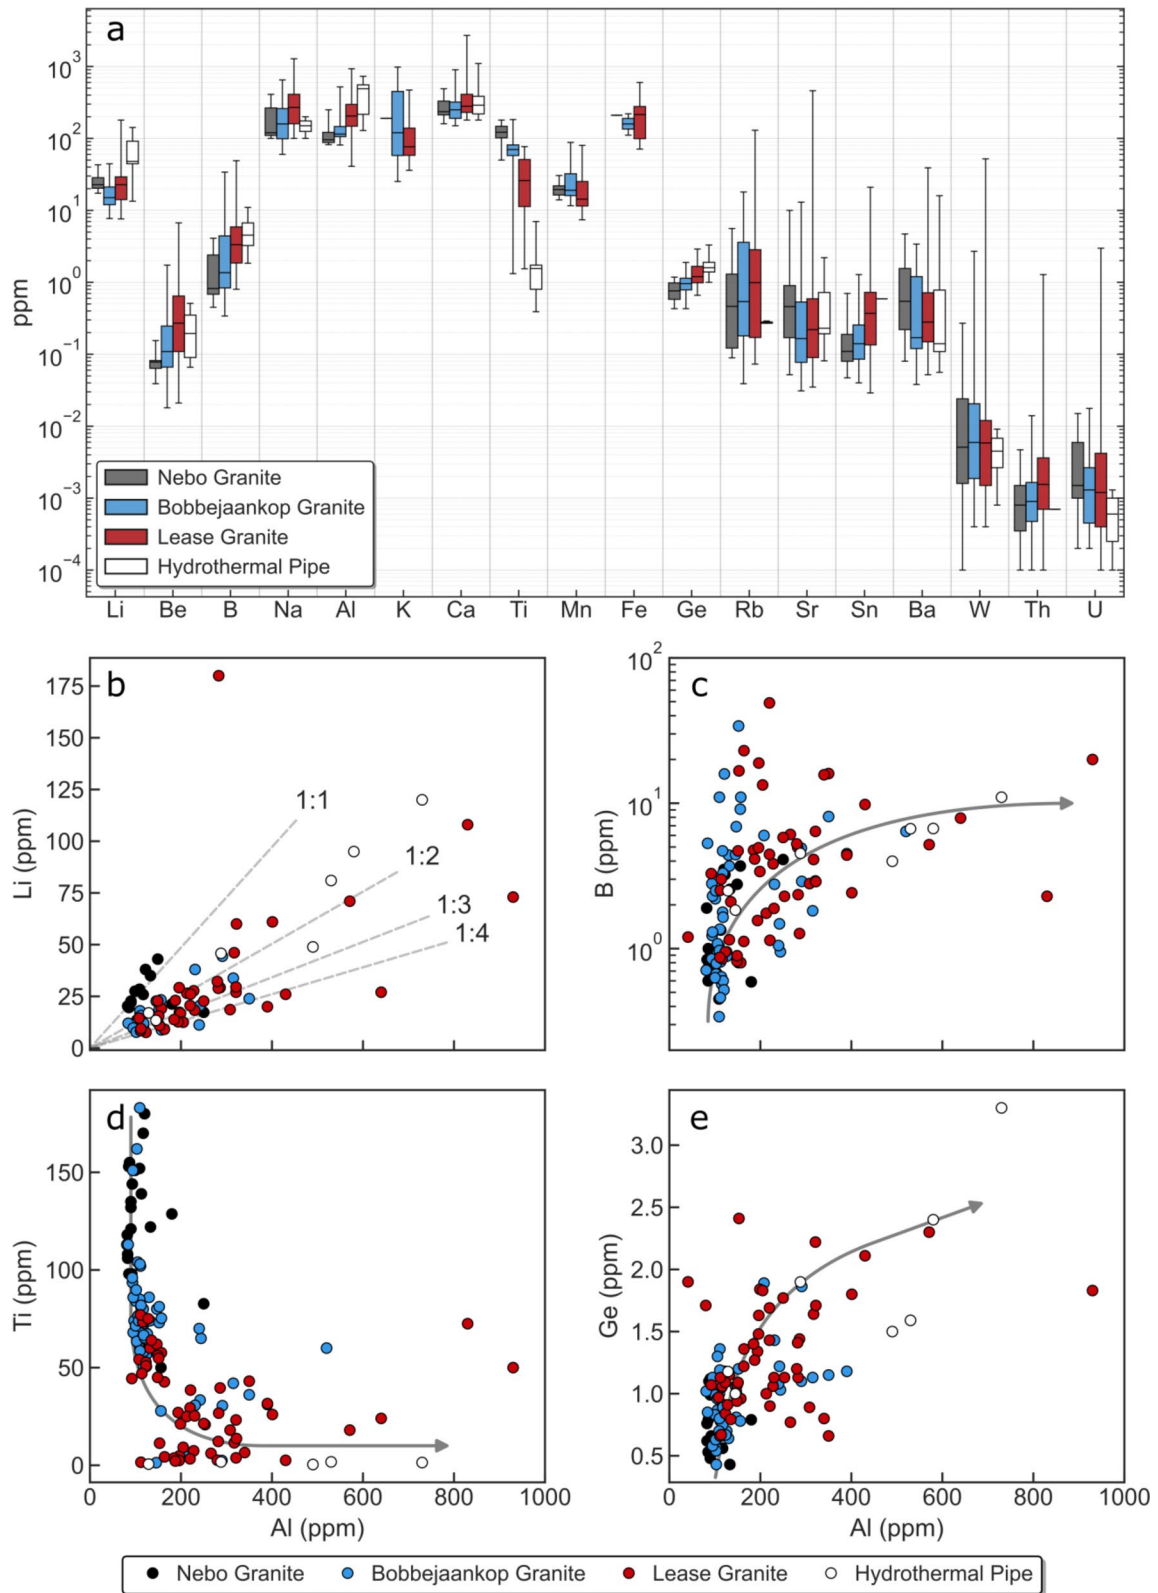 a
10³
10²
10¹
10⁰
10⁻¹
10⁻²
10⁻³
10⁻⁴
ppm
Nebo Granite
Bobbejaankop Granite
Lease Granite
Hydrothermal Pipe
Li Be B Na Al K Ca Ti Mn Fe Ge Rb Sr Sn Ba W Th U
b
175
150
125
100
75
50
25
0
Li (ppm)
1:1
1:2
1:3
1:4
c
10²
10¹
10⁰
B (ppm)
d
150
100
50
0
Ti (ppm)
0 200 400 600 800 1000
Al (ppm)
e
3.0
2.5
2.0
1.5
1.0
0.5
Ge (ppm)
0 200 400 600 800 1000
Al (ppm)
Nebo Granite Bobbejaankop Granite Lease Granite Hydrothermal Pipe